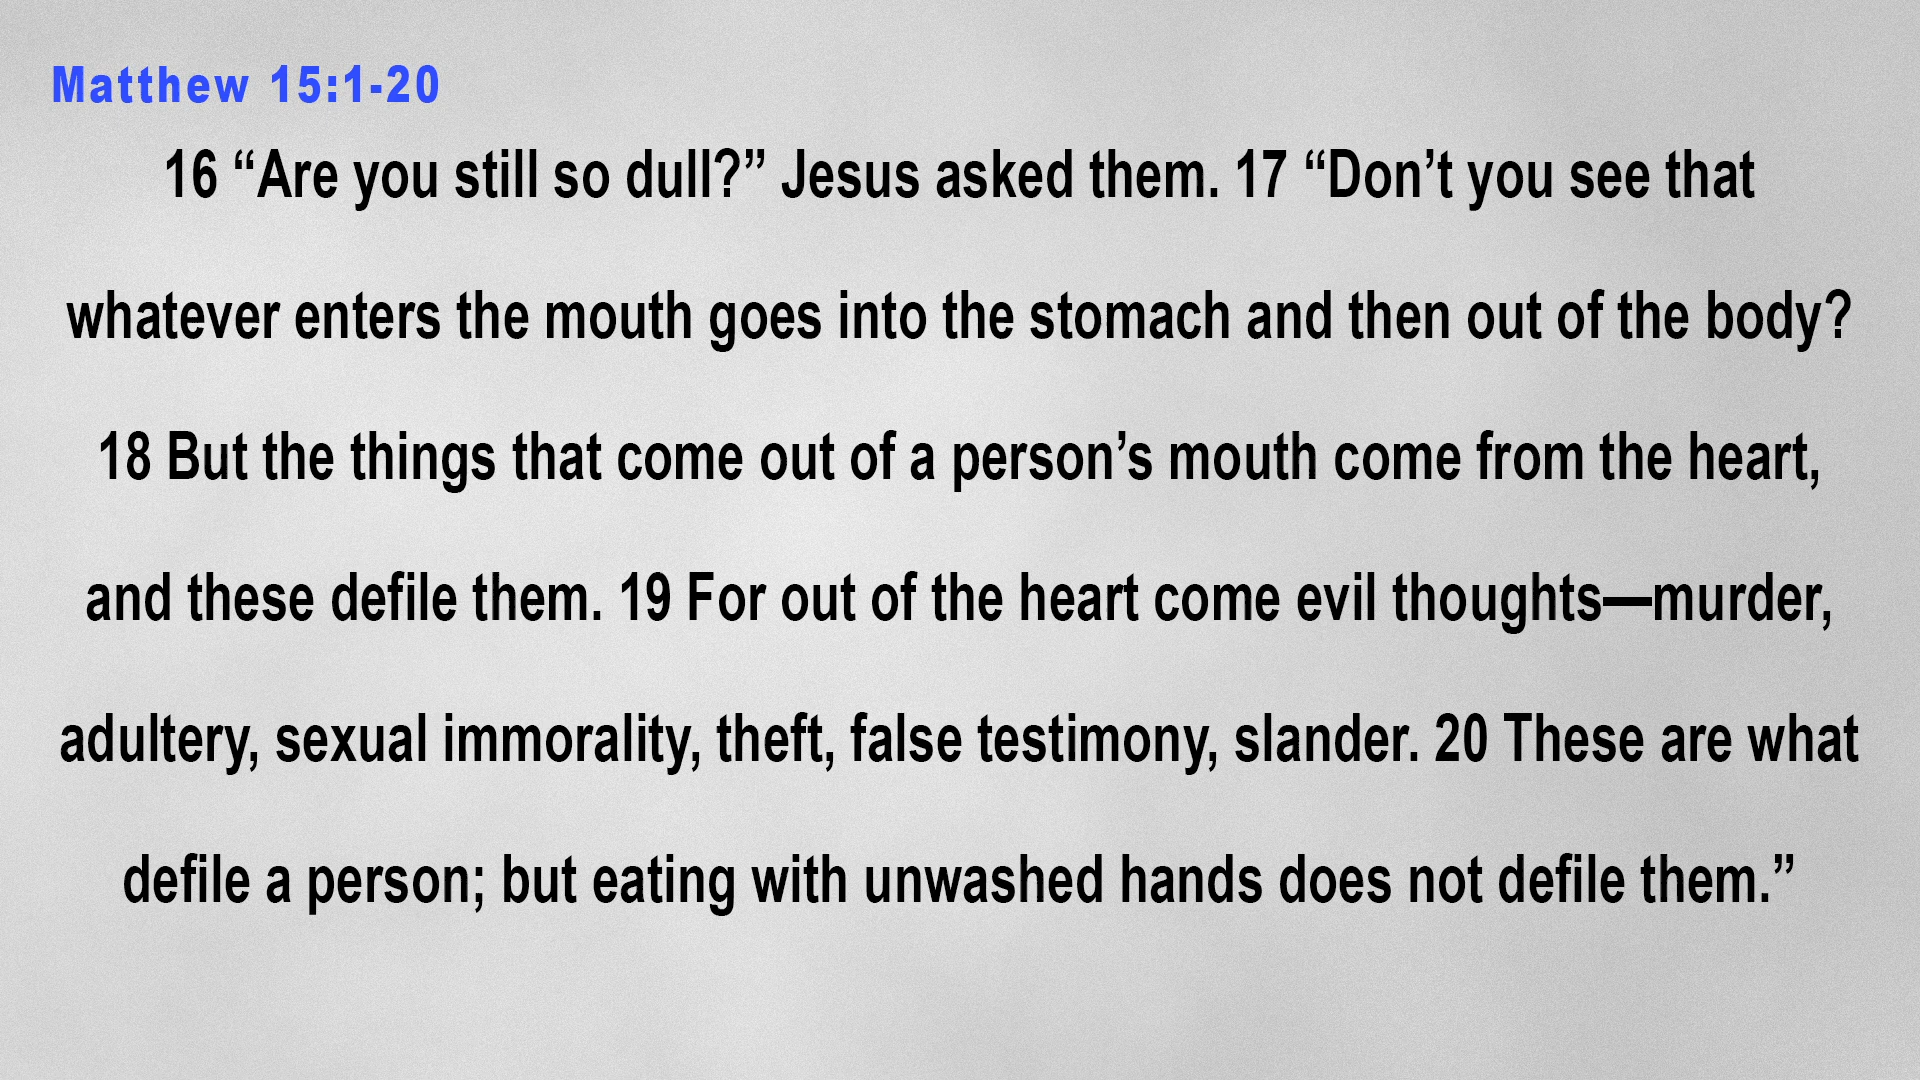 Matthew 15:1-20
16 “Are you still so dull?” Jesus asked them. 17 “Don’t you see that
whatever enters the mouth goes into the stomach and then out of the body?
18 But the things that come out of a person’s mouth come from the heart,
and these defile them. 19 For out of the heart come evil thoughts—murder,
adultery, sexual immorality, theft, false testimony, slander. 20 These are what
defile a person; but eating with unwashed hands does not defile them.”